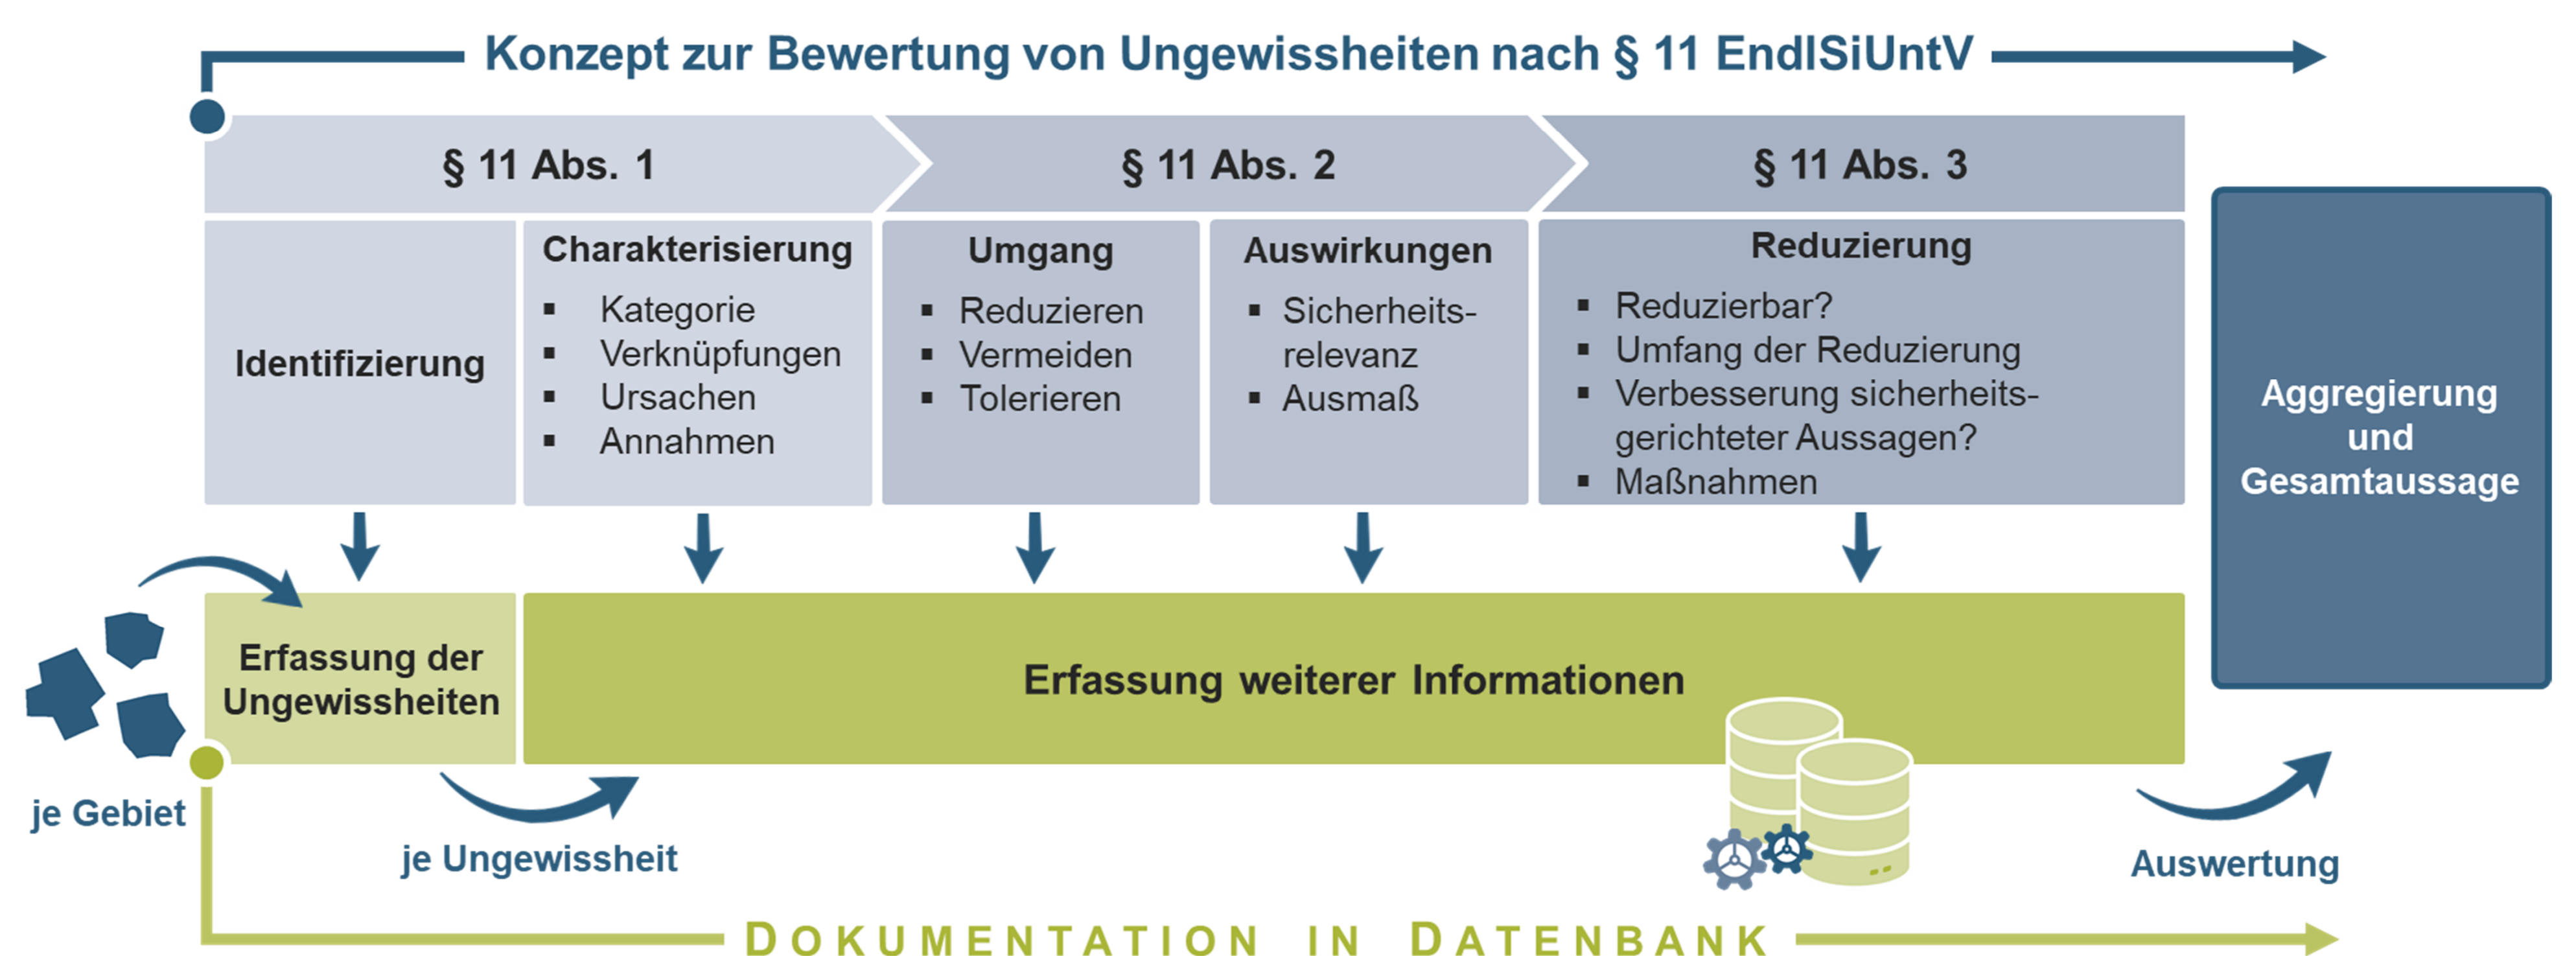 Konzept zur Bewertung von Ungewissheiten nach § 11 EndlSiUntV
§ 11 Abs. 1
§ 11 Abs. 2
§ 11 Abs. 3
Identifizierung
Charakterisierung
▪ Kategorie
▪ Verknüpfungen
▪ Ursachen
▪ Annahmen
Umgang
▪ Reduzieren
▪ Vermeiden
▪ Tolerieren
Auswirkungen
▪ Sicherheits-
relevanz
▪ Ausmaß
Reduzierung
▪ Reduzierbar?
▪ Umfang der Reduzierung
▪ Verbesserung sicherheits-
gerichteter Aussagen?
▪ Maßnahmen
Aggregierung
und
Gesamtaussage
Erfassung der
Ungewissheiten
Erfassung weiterer Informationen
je Gebiet
je Ungewissheit
Auswertung
DOKUMENTATION IN DATENBANK